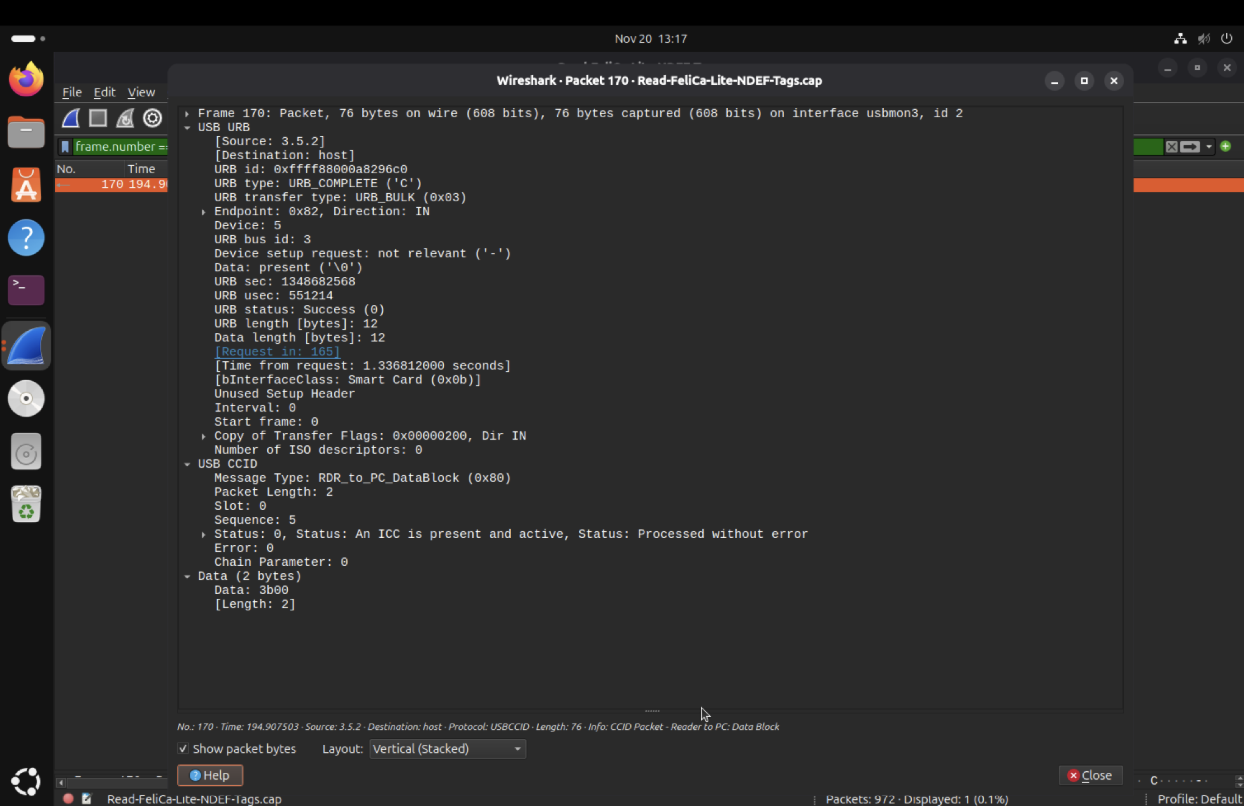 Nov 20 13:17
Wireshark · Packet 170 · Read-FeliCa-Lite-NDEF-Tags.cap
File Edit View
frame.number ==
No. Time
170 194.90
Frame 170: Packet, 76 bytes on wire (608 bits), 76 bytes captured (608 bits) on interface usbmon3, id 2
USB URB
[Source: 3.5.2]
[Destination: host]
URB id: 0xffff88000a8296c0
URB type: URB_COMPLETE ('C')
URB transfer type: URB_BULK (0x03)
Endpoint: 0x82, Direction: IN
Device: 5
URB bus id: 3
Device setup request: not relevant ('-')
Data: present ('\0')
URB sec: 1348682568
URB usec: 551214
URB status: Success (0)
URB length [bytes]: 12
Data length [bytes]: 12
[Request in: 165]
[Time from request: 1.336812000 seconds]
[bInterfaceClass: Smart Card (0x0b)]
Unused Setup Header
Interval: 0
Start frame: 0
Copy of Transfer Flags: 0x00000200, Dir IN
Number of ISO descriptors: 0
USB CCID
Message Type: RDR_to_PC_DataBlock (0x80)
Packet Length: 2
Slot: 0
Sequence: 5
Status: 0, Status: An ICC is present and active, Status: Processed without error
Error: 0
Chain Parameter: 0
Data (2 bytes)
Data: 3b00
[Length: 2]
No.: 170 · Time: 194.907503 · Source: 3.5.2 · Destination: host · Protocol: USBCCID · Length: 76 · Info: CCID Packet - Reader to PC: Data Block
Show packet bytes Layout: Vertical (Stacked)
Help Close
Read-FeliCa-Lite-NDEF-Tags.cap Packets: 972 · Displayed: 1 (0.1%) Profile: Default